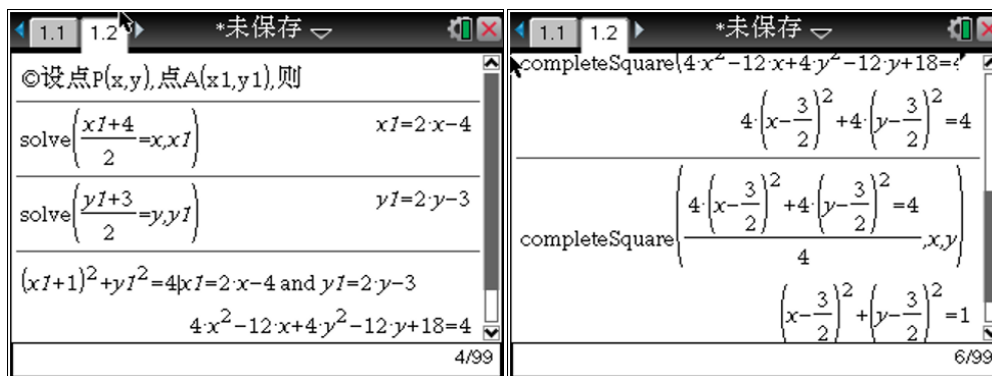 1.1 1.2 *未保存
©设点P(x,y),点A(x1,y1),则
solve((x1+4)/2=x,x1) x1=2·x−4
solve((y1+3)/2=y,y1) y1=2·y−3
(x1+1)²+y1²=4|x1=2·x−4 and y1=2·y−3
4·x²−12·x+4·y²−12·y+18=4
4/99
1.1 1.2 *未保存
completeSquare(4·x²−12·x+4·y²−12·y+18=
4·(x−3/2)²+4·(y−3/2)²=4
completeSquare((4·(x−3/2)²+4·(y−3/2)²=4)/4,x,y)
(x−3/2)²+(y−3/2)²=1
6/99